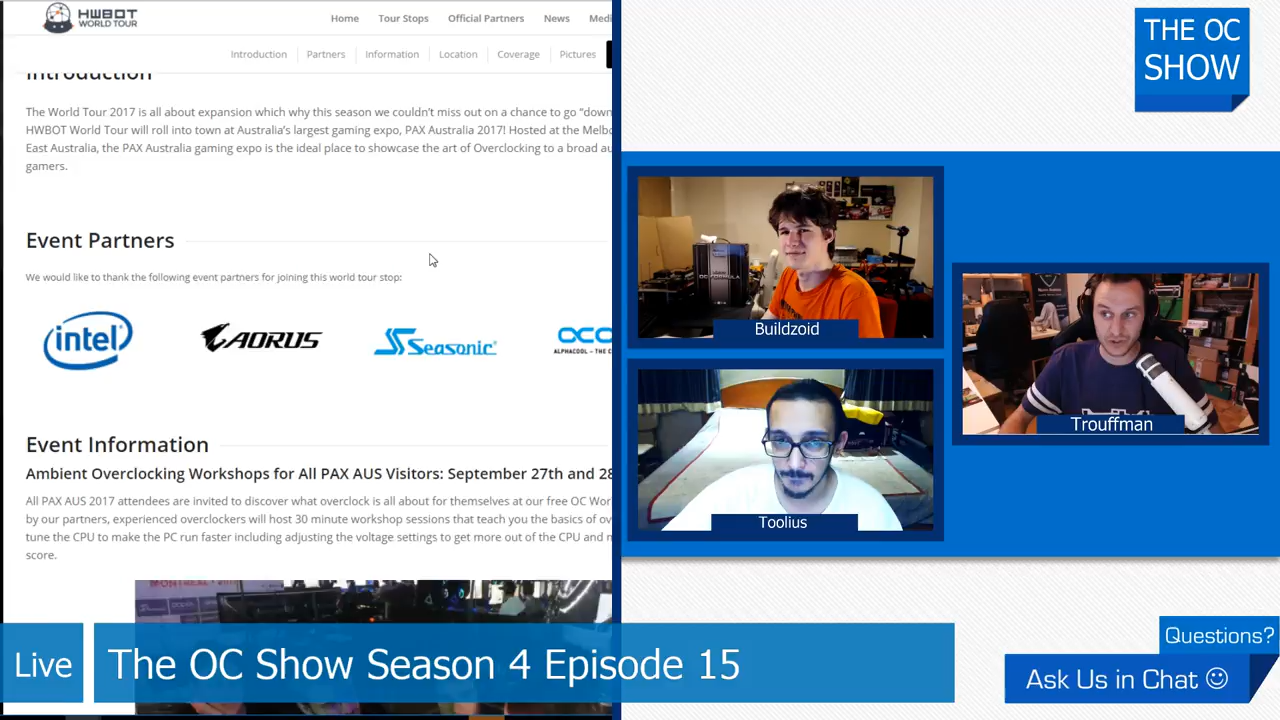 HWBOT
WORLD TOUR
Home
Tour Stops
Official Partners
News
Medi
Introduction
Partners
Information
Location
Coverage
Pictures
Introduction
The World Tour 2017 is all about expansion which why this season we couldn't miss out on a chance to go “down
HWBOT World Tour will roll into town at Australia's largest gaming expo, PAX Australia 2017! Hosted at the Melbo
East Australia, the PAX Australia gaming expo is the ideal place to showcase the art of Overclocking to a broad au
gamers.
Event Partners
We would like to thank the following event partners for joining this world tour stop:
intel
AORUS
Seasonic
OCO
ALPHACOOL – THE C
Event Information
Ambient Overclocking Workshops for All PAX AUS Visitors: September 27th and 28
All PAX AUS 2017 attendees are invited to discover what overclock is all about for themselves at our free OC Wor
by our partners, experienced overclockers will host 30 minute workshop sessions that teach you the basics of ov
tune the CPU to make the PC run faster including adjusting the voltage settings to get more out of the CPU and m
score.
THE OC
SHOW
OC FORMULA
Buildzoid
Toolius
Trouffman
Live
The OC Show Season 4 Episode 15
Questions?
Ask Us in Chat ☺